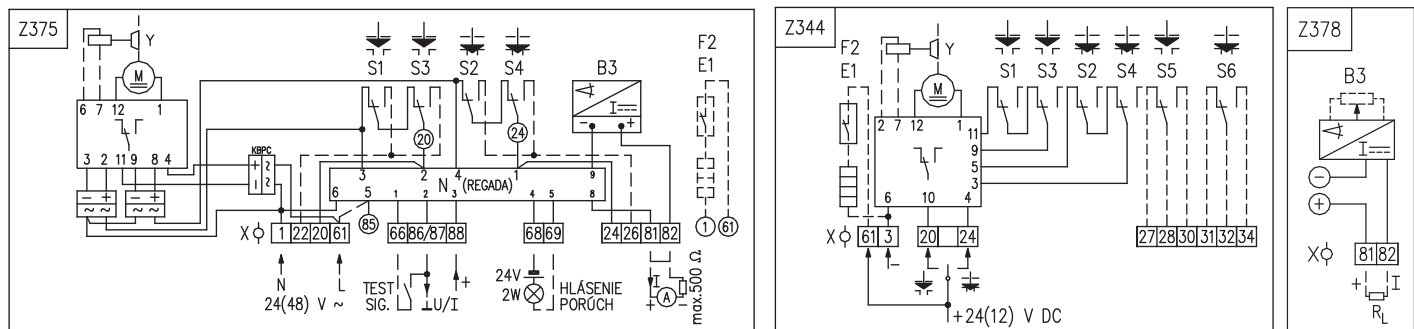 Z375
Y
M
6 7 12 1
3 2 11 9 8 4
- +
~
- +
~
KBPC
+ ~
- ~
S1 S3 S2 S4
20
24
B3
I
- +
F2
E1
1 61
3 2 4 1 9
N (REGADA)
6 5 1 2 3 4 5 8
85
X 1 22 20 61 66 86/87 88 68 69 24 26 81 82
N
L
24(48) V ~
TEST
SIG.
⊥U/I
+
24V
2W
HLÁSENIE
PORÚCH
I
+
A
max.500 Ω
Z344
F2
E1
Y
M
S1 S3 S2 S4 S5 S6
2 7 12 1
11
9
5
3
6 10 4
X 61 3 20 24 27 28 30 31 32 34
-
+24(12) V DC
Z378
B3
I
-
+
X 81 82
+ I
RL